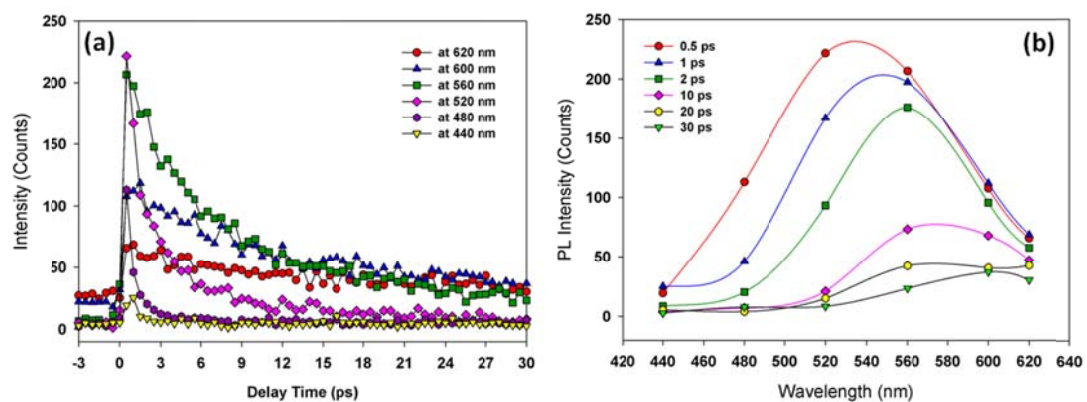 (a)
at 620 nm
at 600 nm
at 560 nm
at 520 nm
at 480 nm
at 440 nm
250
200
150
100
50
0
Intensity (Counts)
-3 0 3 6 9 12 15 18 21 24 27 30
Delay Time (ps)
(b)
0.5 ps
1 ps
2 ps
10 ps
20 ps
30 ps
250
200
150
100
50
0
PL Intensity (Counts)
420 440 460 480 500 520 540 560 580 600 620 640
Wavelength (nm)